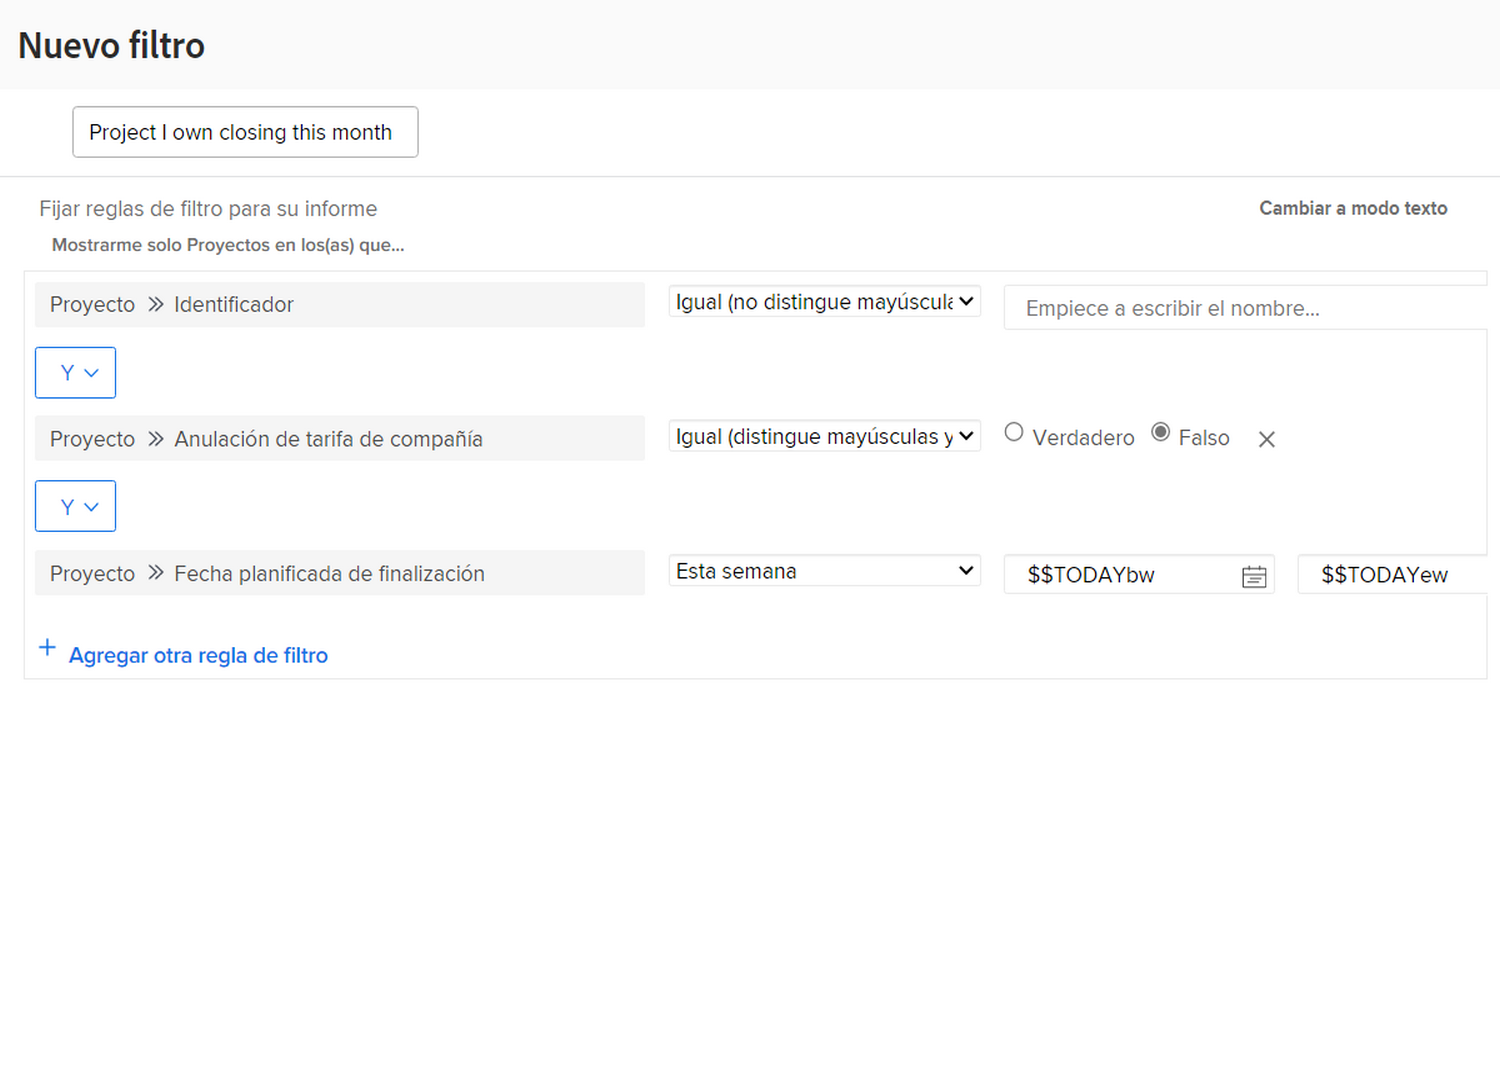 Nuevo filtro
Project I own closing this month
Fijar reglas de filtro para su informe
Cambiar a modo texto
Mostrarme solo Proyectos en los(as) que...
Proyecto >> Identificador
Igual (no distingue mayúscula
Empiece a escribir el nombre...
Y
Proyecto >> Anulación de tarifa de compañía
Igual (distingue mayúsculas y
Verdadero
Falso
Y
Proyecto >> Fecha planificada de finalización
Esta semana
$$TODAYbw
$$TODAYew
+ Agregar otra regla de filtro